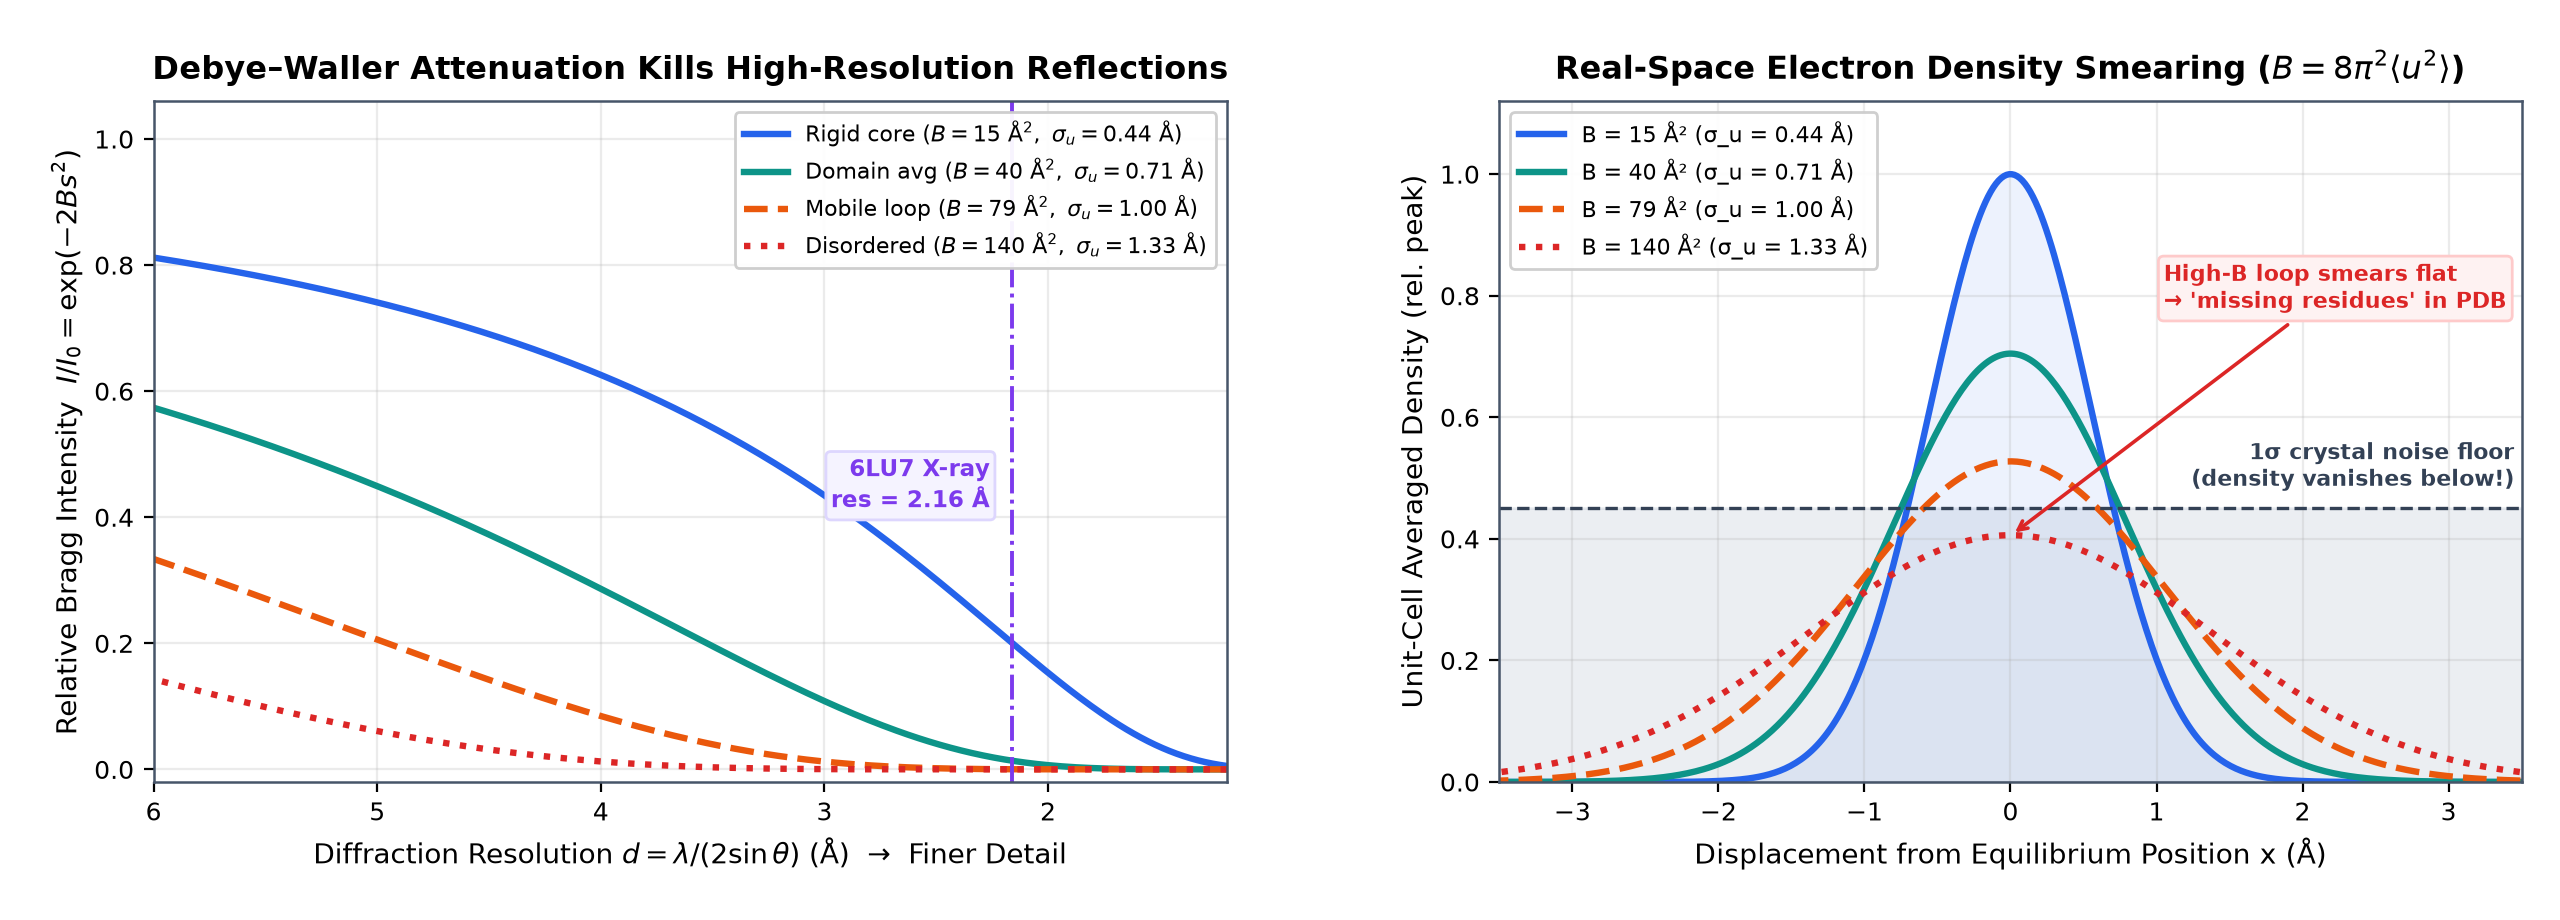 Debye–Waller Attenuation Kills High-Resolution Reflections
Relative Bragg Intensity  I/I₀ = exp(−2Bs²)
1.0
0.8
0.6
0.4
0.2
0.0
Rigid core (B = 15 Å², σᵤ = 0.44 Å)
Domain avg (B = 40 Å², σᵤ = 0.71 Å)
Mobile loop (B = 79 Å², σᵤ = 1.00 Å)
Disordered (B = 140 Å², σᵤ = 1.33 Å)
6LU7 X-ray
res = 2.16 Å
6
5
4
3
2
Diffraction Resolution d = λ/(2sin θ) (Å) → Finer Detail
Real-Space Electron Density Smearing (B = 8π²⟨u²⟩)
Unit-Cell Averaged Density (rel. peak)
1.0
0.8
0.6
0.4
0.2
0.0
B = 15 Å² (σ_u = 0.44 Å)
B = 40 Å² (σ_u = 0.71 Å)
B = 79 Å² (σ_u = 1.00 Å)
B = 140 Å² (σ_u = 1.33 Å)
High-B loop smears flat
→ 'missing residues' in PDB
1σ crystal noise floor
(density vanishes below!)
−3
−2
−1
0
1
2
3
Displacement from Equilibrium Position x (Å)